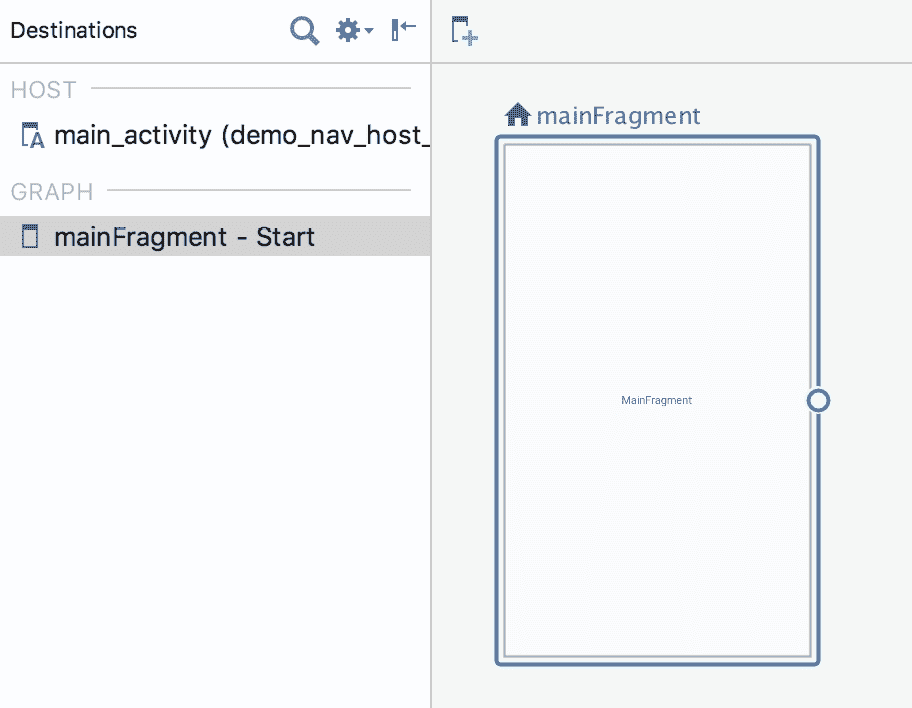 Destinations
HOST
main_activity (demo_nav_host_
GRAPH
mainFragment - Start
mainFragment
MainFragment